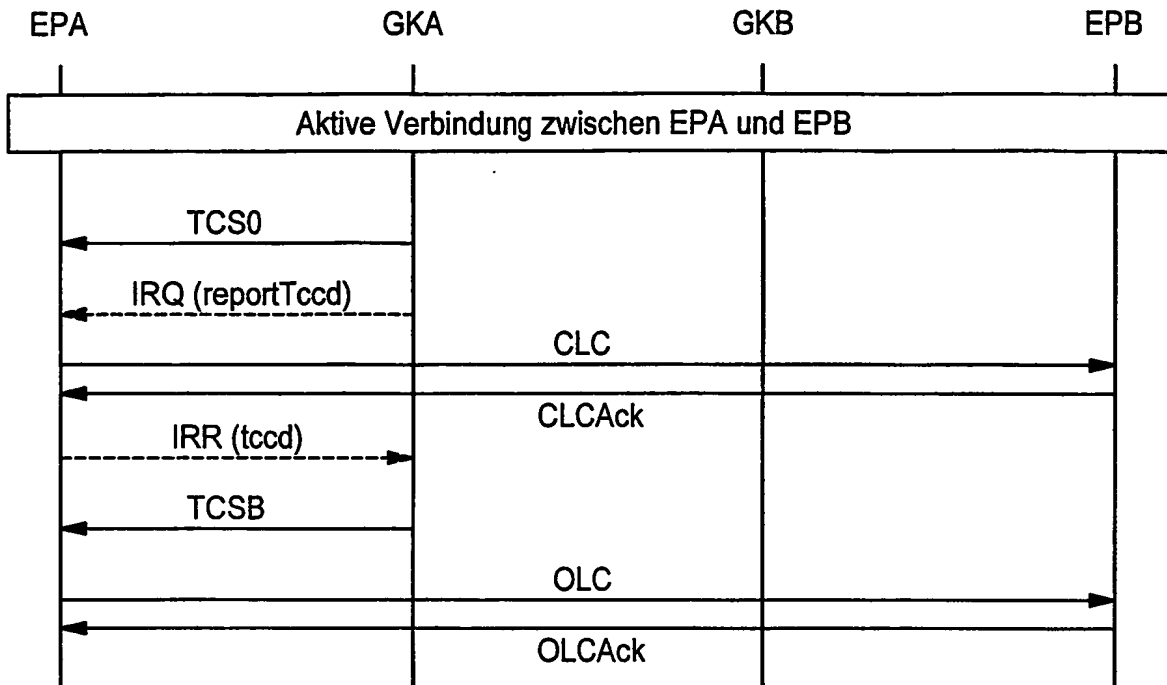 EPA GKA GKB EPB
Aktive Verbindung zwischen EPA und EPB
TCS0
IRQ (reportTccd)
CLC
CLCAck
IRR (tccd)
TCSB
OLC
OLCAck